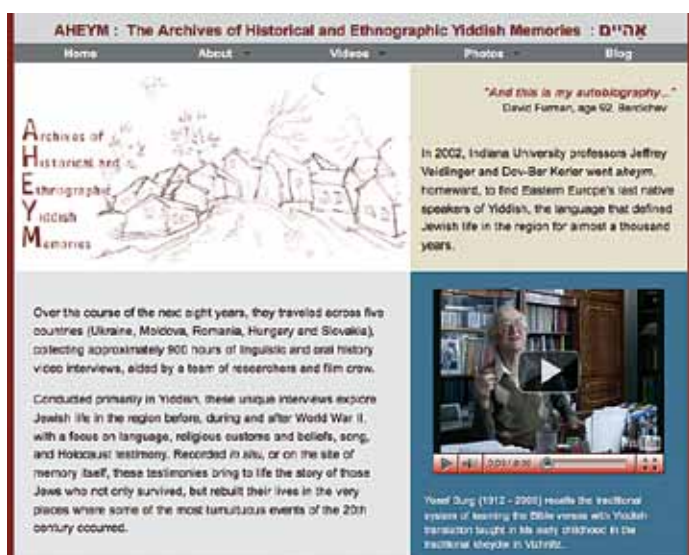 AHEYM : The Archives of Historical and Ethnographic Yiddish Memories : אַהיים
Home About Videos Photos Blog
Archives of
Historical and
Ethnographic
Yiddish
Memories
"And this is my autobiography..."
David Furman, age 92, Berdichev
In 2002, Indiana University professors Jeffrey
Veidlinger and Dov-Ber Kerler went aheym,
homeward, to find Eastern Europe's last native
speakers of Yiddish, the language that defined
Jewish life in the region for almost a thousand
years.
Over the course of the next eight years, they traveled across five
countries (Ukraine, Moldova, Romania, Hungary and Slovakia),
collecting approximately 900 hours of linguistic and oral history
video interviews, aided by a team of researchers and film crew.
Conducted primarily in Yiddish, these unique interviews explore
Jewish life in the region before, during and after World War II,
with a focus on language, religious customs and beliefs, song,
and Holocaust testimony. Recorded in situ, or on the site of
memory itself, these testimonies bring to life the story of those
Jews who not only survived, but rebuilt their lives in the very
places where some of the most tumultuous events of the 20th
century occurred.
Yosef Burg (1912 - 2009) recalls the traditional
system of learning the Bible verses with Yiddish
translation taught in his early childhood in the
traditional kheyder in Vizhnitz...